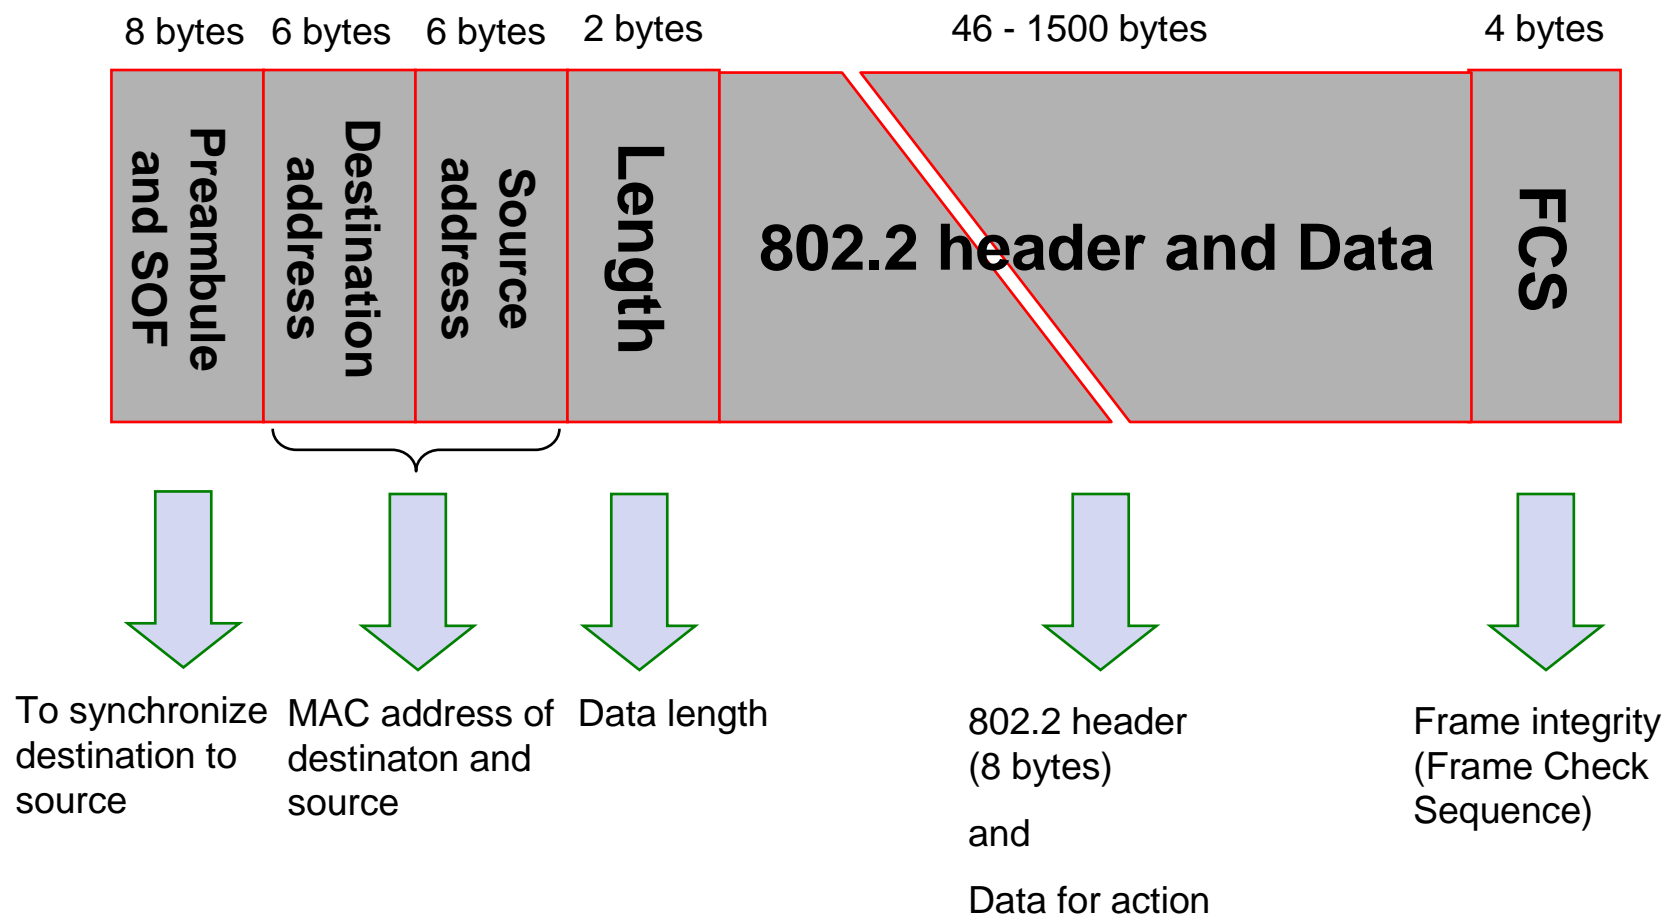 8 bytes
6 bytes
6 bytes
2 bytes
46 - 1500 bytes
4 bytes
Preambule
and SOF
Destination
address
Source
address
Length
802.2 header and Data
FCS
To synchronize
destination to
source
MAC address of
destinaton and
source
Data length
802.2 header
(8 bytes)
and
Data for action
Frame integrity
(Frame Check
Sequence)